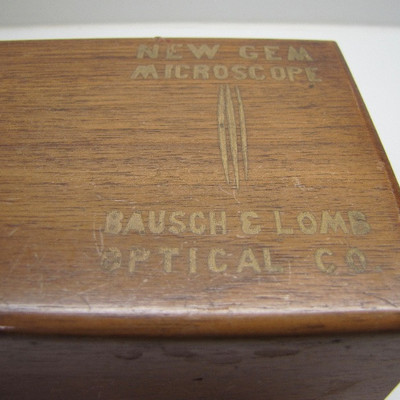 NEW GEM
MICROSCOPE
BAUSCH & LOMB
OPTICAL CO.